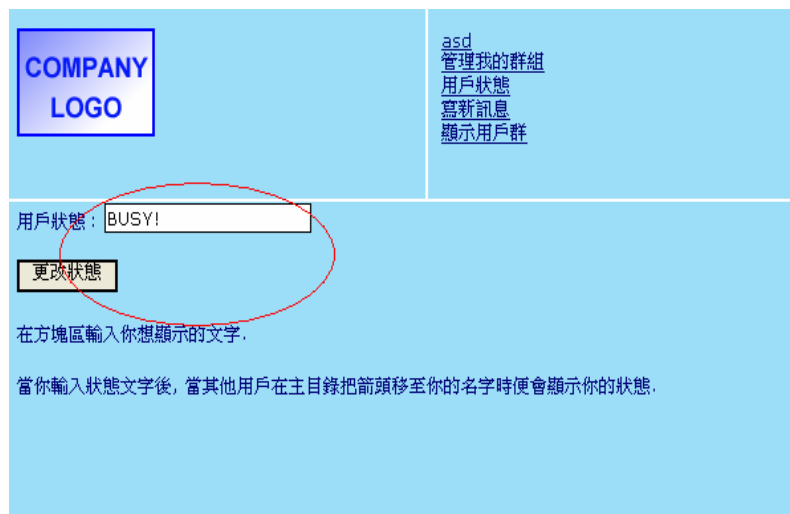 COMPANY
LOGO
asd
管理我的群組
用戶狀態
寫新訊息
顯示用戶群
用戶狀態 : BUSY!
更改狀態
在方塊區輸入你想顯示的文字.
當你輸入狀態文字後, 當其他用戶在主目錄把箭頭移至你的名字時便會顯示你的狀態.